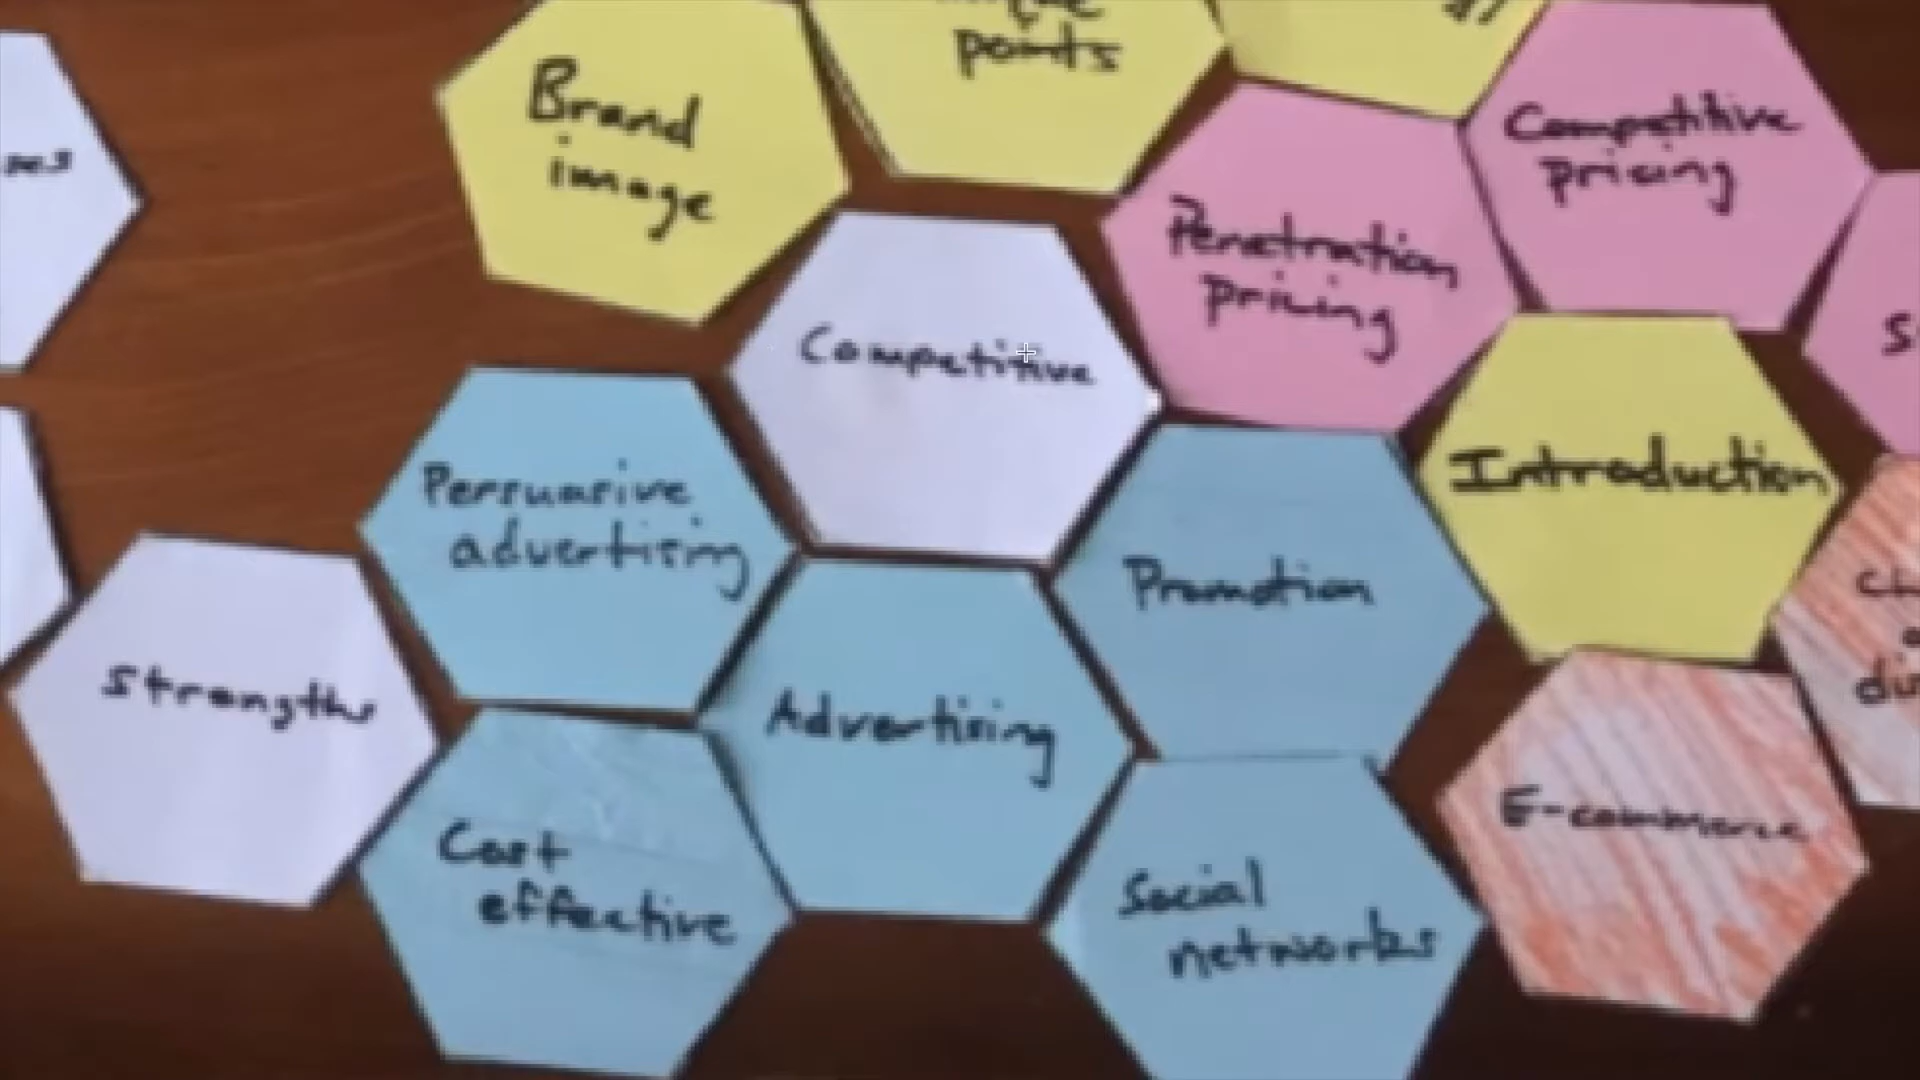 points
Brand
image
Competitive
pricing
Penetration
pricing
Competitive
Introduction
Persuasive
advertising
Promotion
Strengths
Advertising
E-commerce
Cost
effective
Social
networks